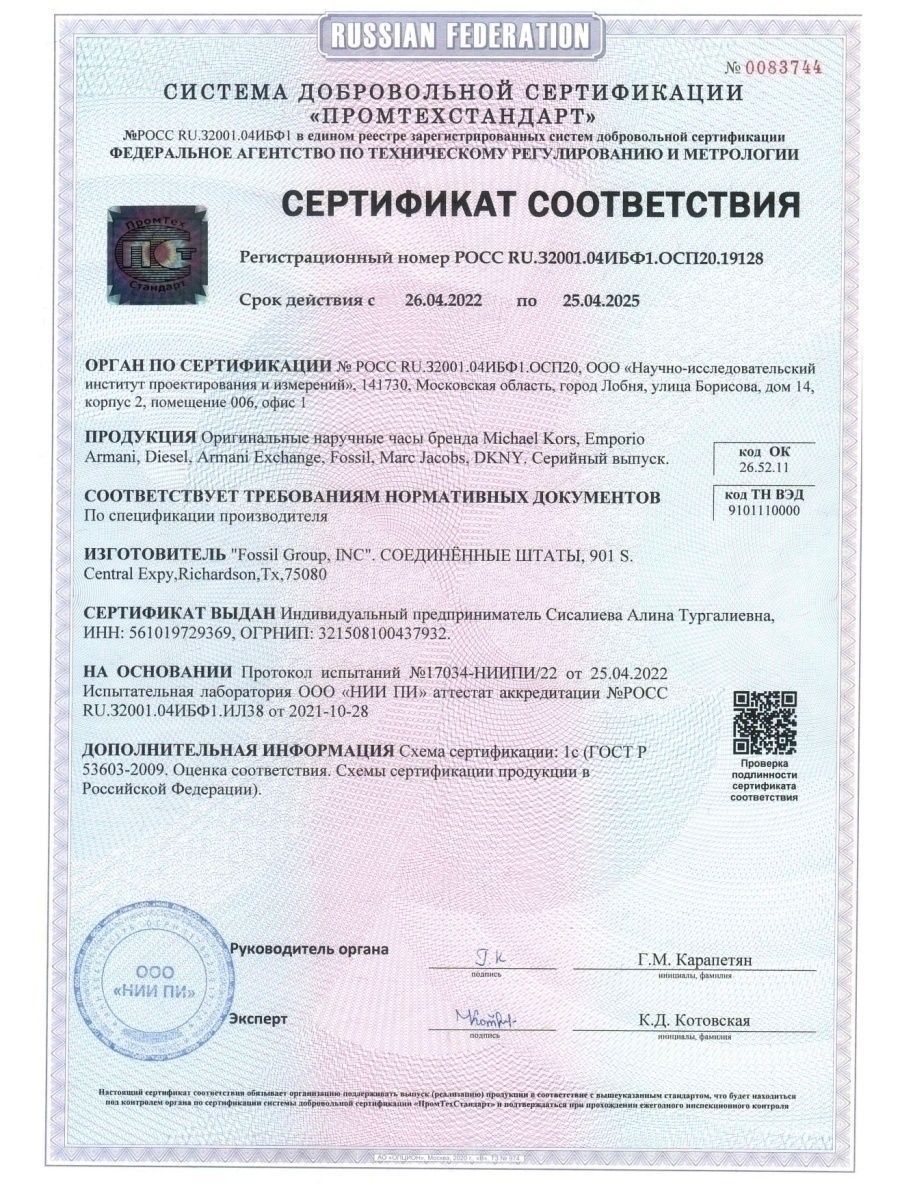 RUSSIAN FEDERATION
№ 0083744
СИСТЕМА ДОБРОВОЛЬНОЙ СЕРТИФИКАЦИИ
«ПРОМТЕХСТАНДАРТ»
№РОСС RU.32001.04ИБФ1 в едином реестре зарегистрированных систем добровольной сертификации
ФЕДЕРАЛЬНОЕ АГЕНТСТВО ПО ТЕХНИЧЕСКОМУ РЕГУЛИРОВАНИЮ И МЕТРОЛОГИИ
СЕРТИФИКАТ СООТВЕТСТВИЯ
ПромТех
ПСТ
Стандарт
Регистрационный номер РОСС RU.32001.04ИБФ1.ОСП20.19128
Срок действия с 26.04.2022 по 25.04.2025
ОРГАН ПО СЕРТИФИКАЦИИ № РОСС RU.32001.04ИБФ1.ОСП20, ООО «Научно-исследовательский
институт проектирования и измерений», 141730, Московская область, город Лобня, улица Борисова, дом 14,
корпус 2, помещение 006, офис 1
ПРОДУКЦИЯ Оригинальные наручные часы бренда Michael Kors, Emporio
Armani, Diesel, Armani Exchange, Fossil, Marc Jacobs, DKNY. Серийный выпуск.
код ОК
26.52.11
СООТВЕТСТВУЕТ ТРЕБОВАНИЯМ НОРМАТИВНЫХ ДОКУМЕНТОВ
По спецификации производителя
код ТН ВЭД
9101110000
ИЗГОТОВИТЕЛЬ "Fossil Group, INC". СОЕДИНЁННЫЕ ШТАТЫ, 901 S.
Central Expy,Richardson,Tx,75080
СЕРТИФИКАТ ВЫДАН Индивидуальный предприниматель Сисалиева Алина Тургалиевна,
ИНН: 561019729369, ОГРНИП: 321508100437932.
НА ОСНОВАНИИ Протокол испытаний №17034-НИИПИ/22 от 25.04.2022
Испытательная лаборатория ООО «НИИ ПИ» аттестат аккредитации №РОСС
RU.32001.04ИБФ1.ИЛ38 от 2021-10-28
ДОПОЛНИТЕЛЬНАЯ ИНФОРМАЦИЯ Схема сертификации: 1с (ГОСТ Р
53603-2009. Оценка соответствия. Схемы сертификации продукции в
Российской Федерации).
Проверка
подлинности
сертификата
соответствия
ООО
«НИИ ПИ»
Руководитель органа
подпись
Г.М. Карапетян
инициалы, фамилия
Эксперт
подпись
К.Д. Котовская
инициалы, фамилия
Настоящий сертификат соответствия обязывает организацию поддерживать выпуск (реализацию) продукции в соответствие с вышеуказанным стандартом, что будет находиться
под контролем органа по сертификации системы добровольной сертификации «ПромТехСтандарт» и подтверждаться при прохождении ежегодного инспекционного контроля
АО «ОПЦИОН», Москва, 2020 г., «В». ТЗ № 974